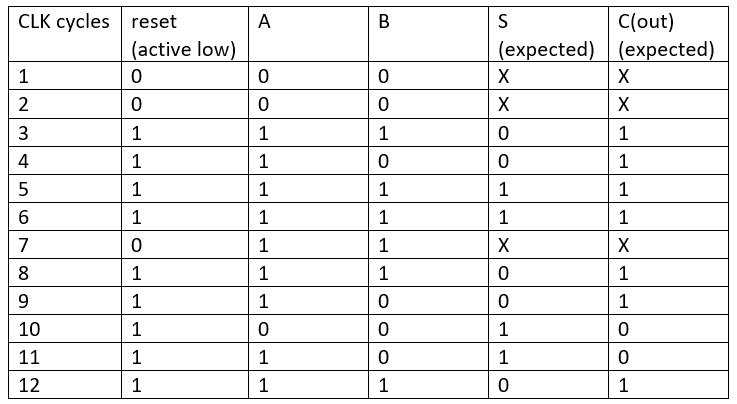 CLK cycles reset (active low) A B S (expected) C(out) (expected)
1 0 0 0 X X
2 0 0 0 X X
3 1 1 1 0 1
4 1 1 0 0 1
5 1 1 1 1 1
6 1 1 1 1 1
7 0 1 1 X X
8 1 1 1 0 1
9 1 1 0 0 1
10 1 0 0 1 0
11 1 1 0 1 0
12 1 1 1 0 1